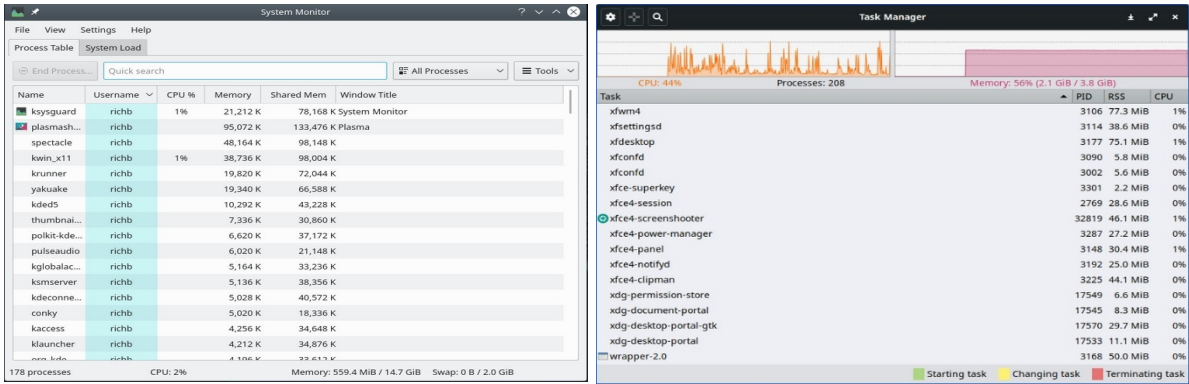 System Monitor
File View Settings Help
Process Table System Load
End Process... Quick search All Processes Tools
Name Username CPU % Memory Shared Mem Window Title
ksysguard richb 1% 21,212 K 78,168 K System Monitor
plasmash... richb 95,072 K 133,476 K Plasma
spectacle richb 48,164 K 98,148 K
kwin_x11 richb 1% 38,736 K 98,004 K
krunner richb 19,820 K 72,044 K
yakuake richb 19,340 K 66,588 K
kded5 richb 10,292 K 43,228 K
thumbnai... richb 7,336 K 30,860 K
polkit-kde... richb 6,620 K 37,172 K
pulseaudio richb 6,020 K 21,148 K
kglobalac... richb 5,164 K 33,236 K
ksmserver richb 5,136 K 38,356 K
kdeconne... richb 5,028 K 40,572 K
conky richb 5,020 K 18,336 K
kaccess richb 4,256 K 34,648 K
klauncher richb 4,212 K 34,876 K
org.kde... richb 4,196 K 33,612 K
178 processes CPU: 2% Memory: 559.4 MiB / 14.7 GiB Swap: 0 B / 2.0 GiB
Task Manager
CPU: 44% Processes: 208 Memory: 56% (2.1 GiB / 3.8 GiB)
Task PID RSS CPU
xfwm4 3106 77.3 MiB 1%
xfsettingsd 3114 38.6 MiB 0%
xfdesktop 3177 75.1 MiB 1%
xfconfd 3090 5.8 MiB 0%
xfconfd 3002 5.6 MiB 0%
xfce-superkey 3301 2.2 MiB 0%
xfce4-session 2769 28.6 MiB 0%
xfce4-screenshooter 32819 46.1 MiB 1%
xfce4-power-manager 3287 27.2 MiB 0%
xfce4-panel 3148 30.4 MiB 1%
xfce4-notifyd 3192 25.0 MiB 0%
xfce4-clipman 3225 44.1 MiB 0%
xdg-permission-store 17549 6.6 MiB 0%
xdg-document-portal 17545 8.3 MiB 0%
xdg-desktop-portal-gtk 17570 29.7 MiB 0%
xdg-desktop-portal 17533 11.1 MiB 0%
wrapper-2.0 3168 50.0 MiB 0%
Starting task Changing task Terminating task